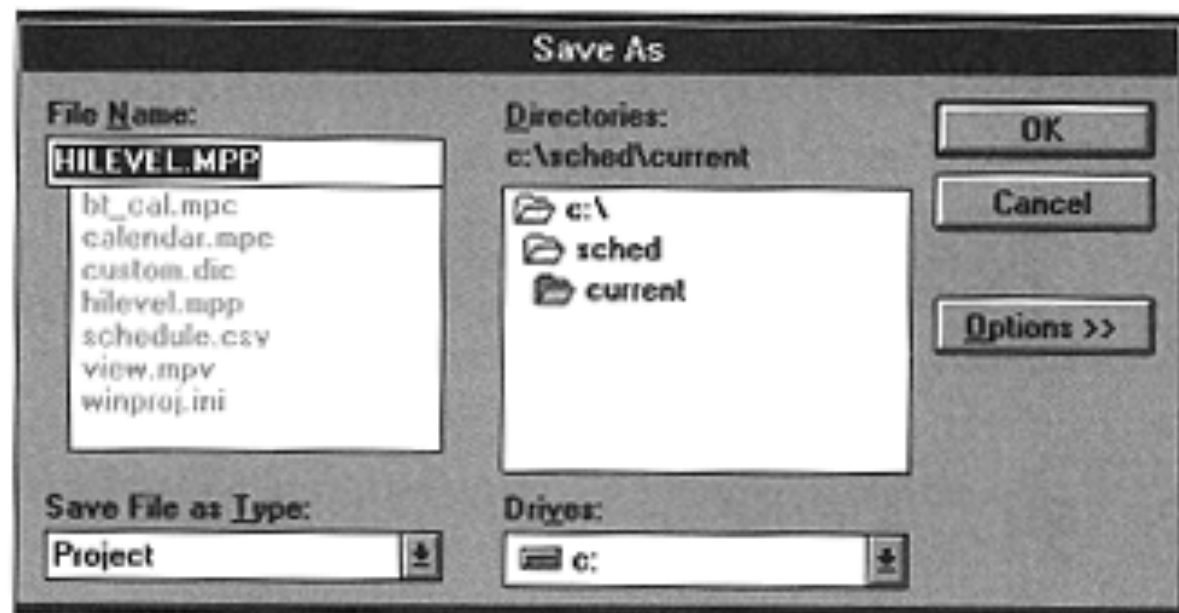 Save As
File Name:
HILEVEL.MPP
bt_cal.mpc
calendar.mpc
custom.dic
hilevel.mpp
schedule.csv
view.mpv
winproj.ini
Save File as Type:
Project
Directories:
c:\sched\current
c:\
sched
current
Drives:
c:
OK
Cancel
Options >>